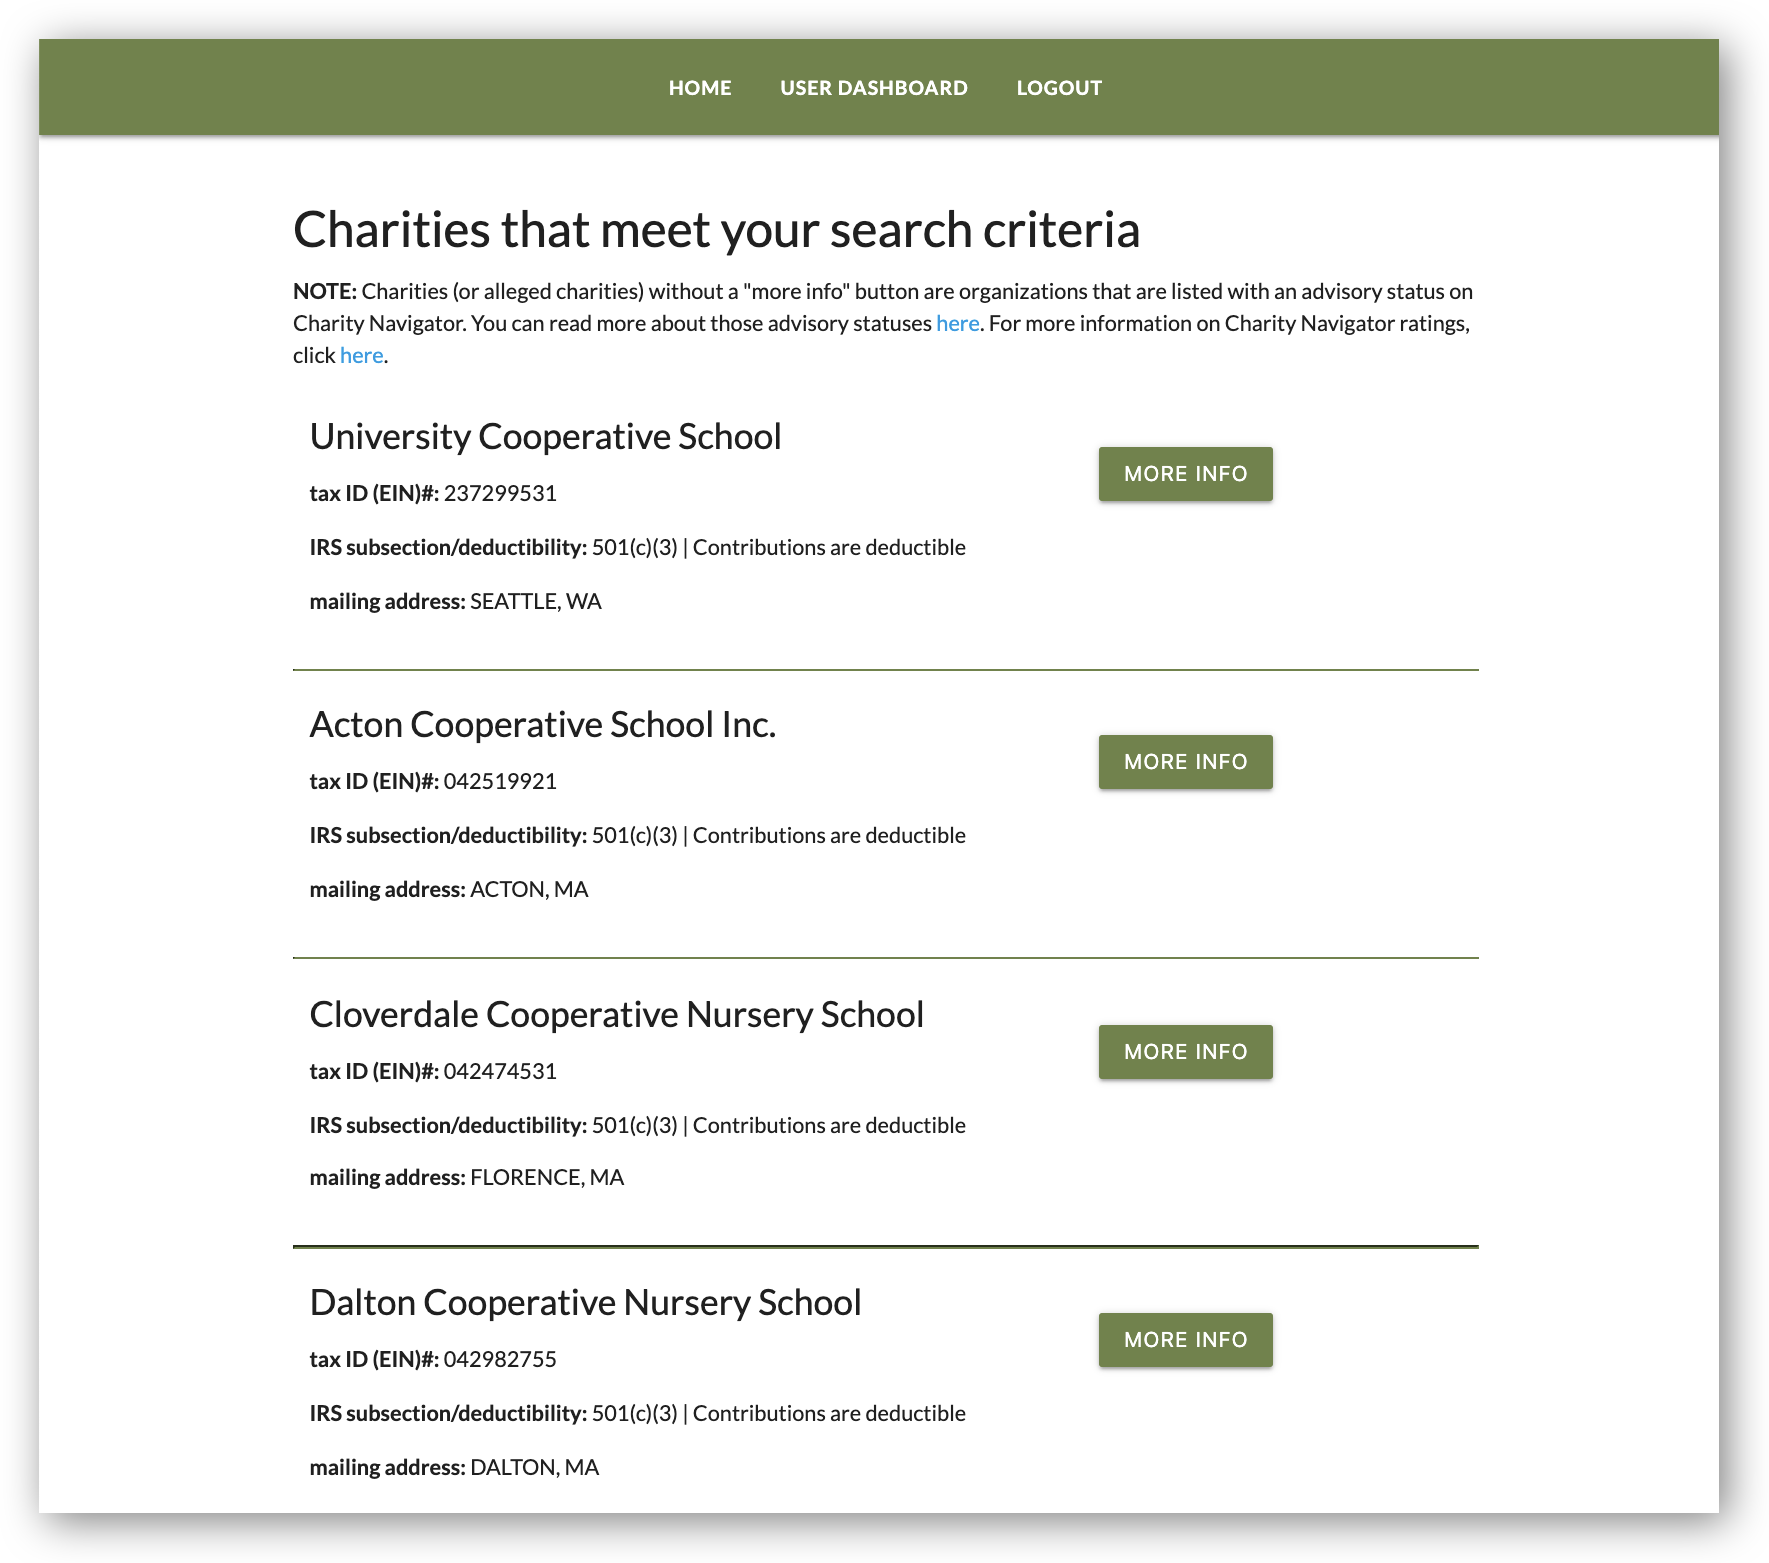 HOME USER DASHBOARD LOGOUT
Charities that meet your search criteria
NOTE: Charities (or alleged charities) without a "more info" button are organizations that are listed with an advisory status on
Charity Navigator. You can read more about those advisory statuses here. For more information on Charity Navigator ratings,
click here.
University Cooperative School
MORE INFO
tax ID (EIN)#: 237299531
IRS subsection/deductibility: 501(c)(3) | Contributions are deductible
mailing address: SEATTLE, WA
Acton Cooperative School Inc.
MORE INFO
tax ID (EIN)#: 042519921
IRS subsection/deductibility: 501(c)(3) | Contributions are deductible
mailing address: ACTON, MA
Cloverdale Cooperative Nursery School
MORE INFO
tax ID (EIN)#: 042474531
IRS subsection/deductibility: 501(c)(3) | Contributions are deductible
mailing address: FLORENCE, MA
Dalton Cooperative Nursery School
MORE INFO
tax ID (EIN)#: 042982755
IRS subsection/deductibility: 501(c)(3) | Contributions are deductible
mailing address: DALTON, MA